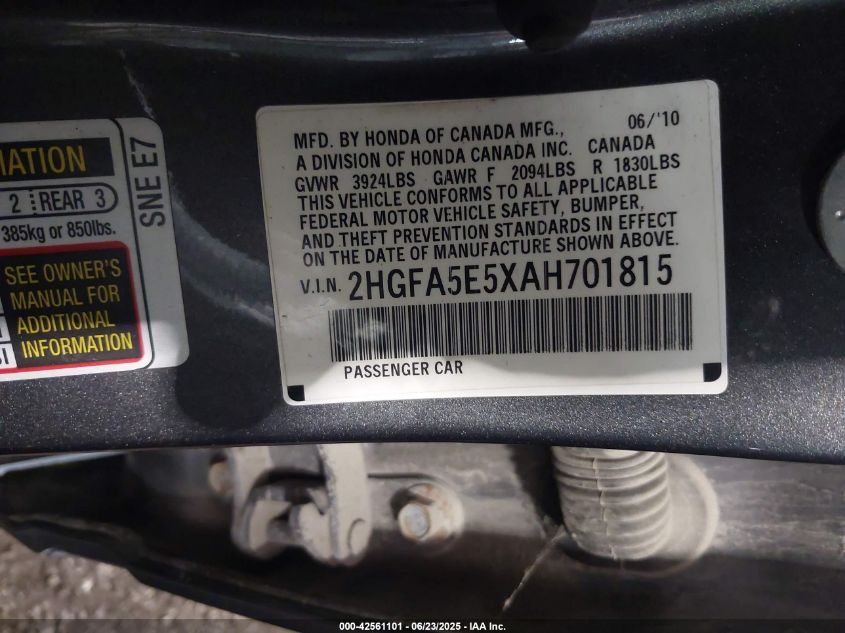 IATION
2 REAR 3
385kg or 850lbs.
SEE OWNER'S
MANUAL FOR
ADDITIONAL
INFORMATION
SNE E7
06/'10
MFD. BY HONDA OF CANADA MFG.,
A DIVISION OF HONDA CANADA INC. CANADA
GVWR 3924LBS GAWR F 2094LBS R 1830LBS
THIS VEHICLE CONFORMS TO ALL APPLICABLE
FEDERAL MOTOR VEHICLE SAFETY, BUMPER,
AND THEFT PREVENTION STANDARDS IN EFFECT
ON THE DATE OF MANUFACTURE SHOWN ABOVE.
V.I.N. 2HGFA5E5XAH701815
PASSENGER CAR
000-42561101 - 06/23/2025 - IAA Inc.